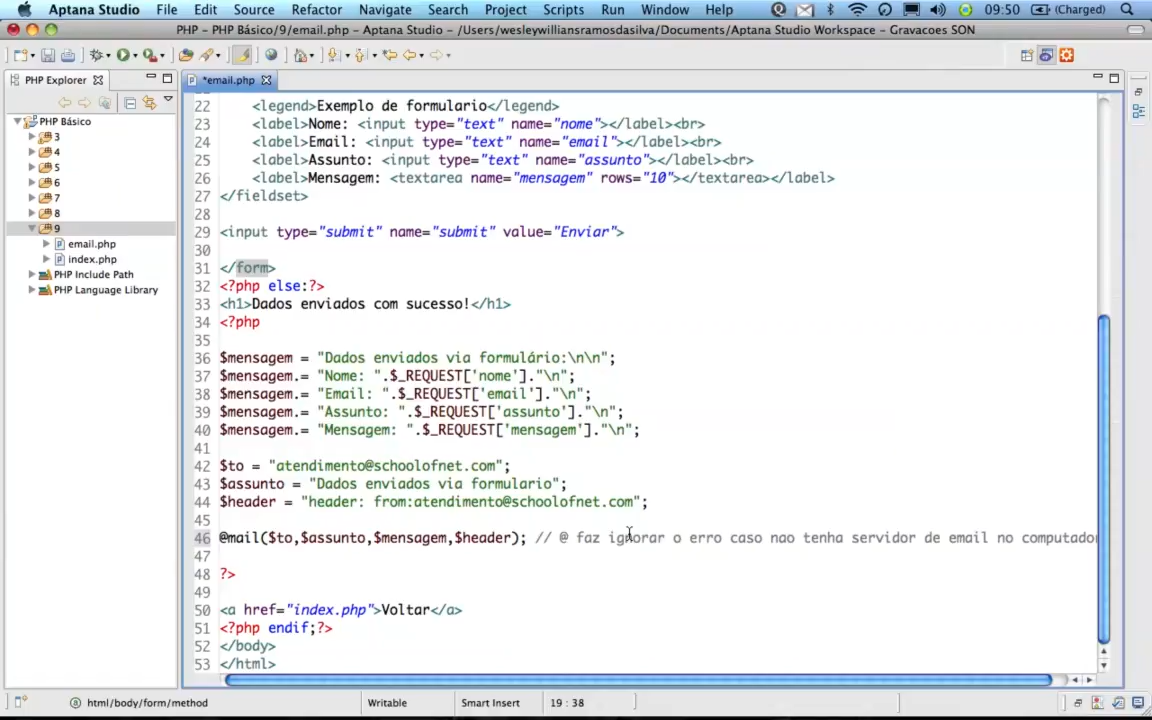 Aptana Studio File Edit Source Refactor Navigate Search Project Scripts Run Window Help 09:50 (Charged)
PHP - PHP Básico/9/email.php - Aptana Studio - /Users/wesleywilliansramosdasilva/Documents/Aptana Studio Workspace - Gravacoes SON
PHP Explorer
*email.php
PHP Básico
3
4
5
6
7
8
9
email.php
index.php
PHP Include Path
PHP Language Library
22 <legend>Exemplo de formulario</legend>
23 <label>Nome: <input type="text" name="nome"></label><br>
24 <label>Email: <input type="text" name="email"></label><br>
25 <label>Assunto: <input type="text" name="assunto"></label><br>
26 <label>Mensagem: <textarea name="mensagem" rows="10"></textarea></label>
27 </fieldset>
28
29 <input type="submit" name="submit" value="Enviar">
30
31 </form>
32 <?php else:?>
33 <h1>Dados enviados com sucesso!</h1>
34 <?php
35
36 $mensagem = "Dados enviados via formulário:\n\n";
37 $mensagem.= "Nome: ".$_REQUEST['nome']."\n";
38 $mensagem.= "Email: ".$_REQUEST['email']."\n";
39 $mensagem.= "Assunto: ".$_REQUEST['assunto']."\n";
40 $mensagem.= "Mensagem: ".$_REQUEST['mensagem']."\n";
41
42 $to = "atendimento@schoolofnet.com";
43 $assunto = "Dados enviados via formulario";
44 $header = "header: from:atendimento@schoolofnet.com";
45
46 @mail($to,$assunto,$mensagem,$header); // @ faz ignorar o erro caso nao tenha servidor de email no computador
47
48 ?>
49
50 <a href="index.php">Voltar</a>
51 <?php endif;?>
52 </body>
53 </html>
html/body/form/method Writable Smart Insert 19 : 38